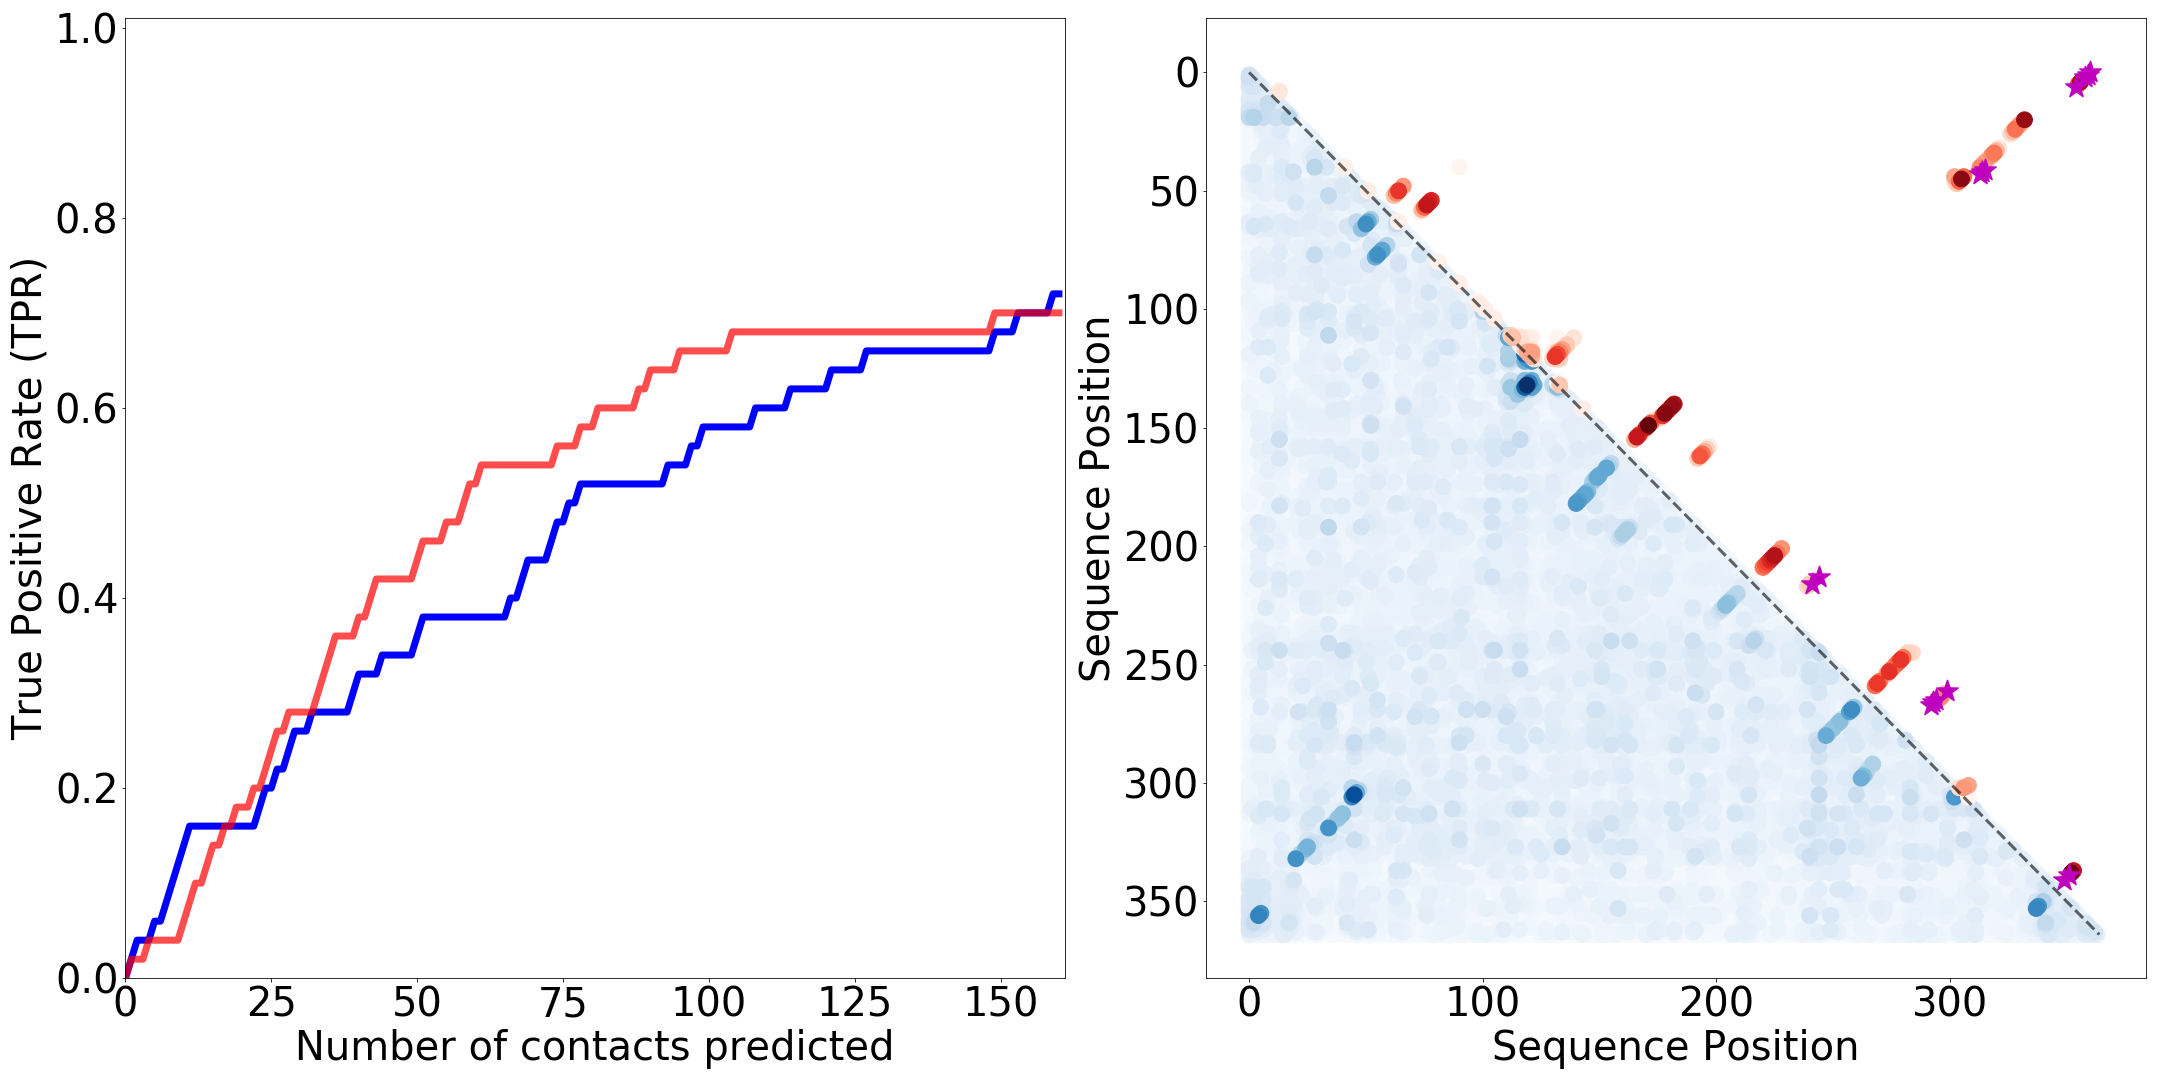 True Positive Rate (TPR)
1.0
0.8
0.6
0.4
0.2
0.0
0 25 50 75 100 125 150
Number of contacts predicted
Sequence Position
0
50
100
150
200
250
300
350
0 100 200 300
Sequence Position